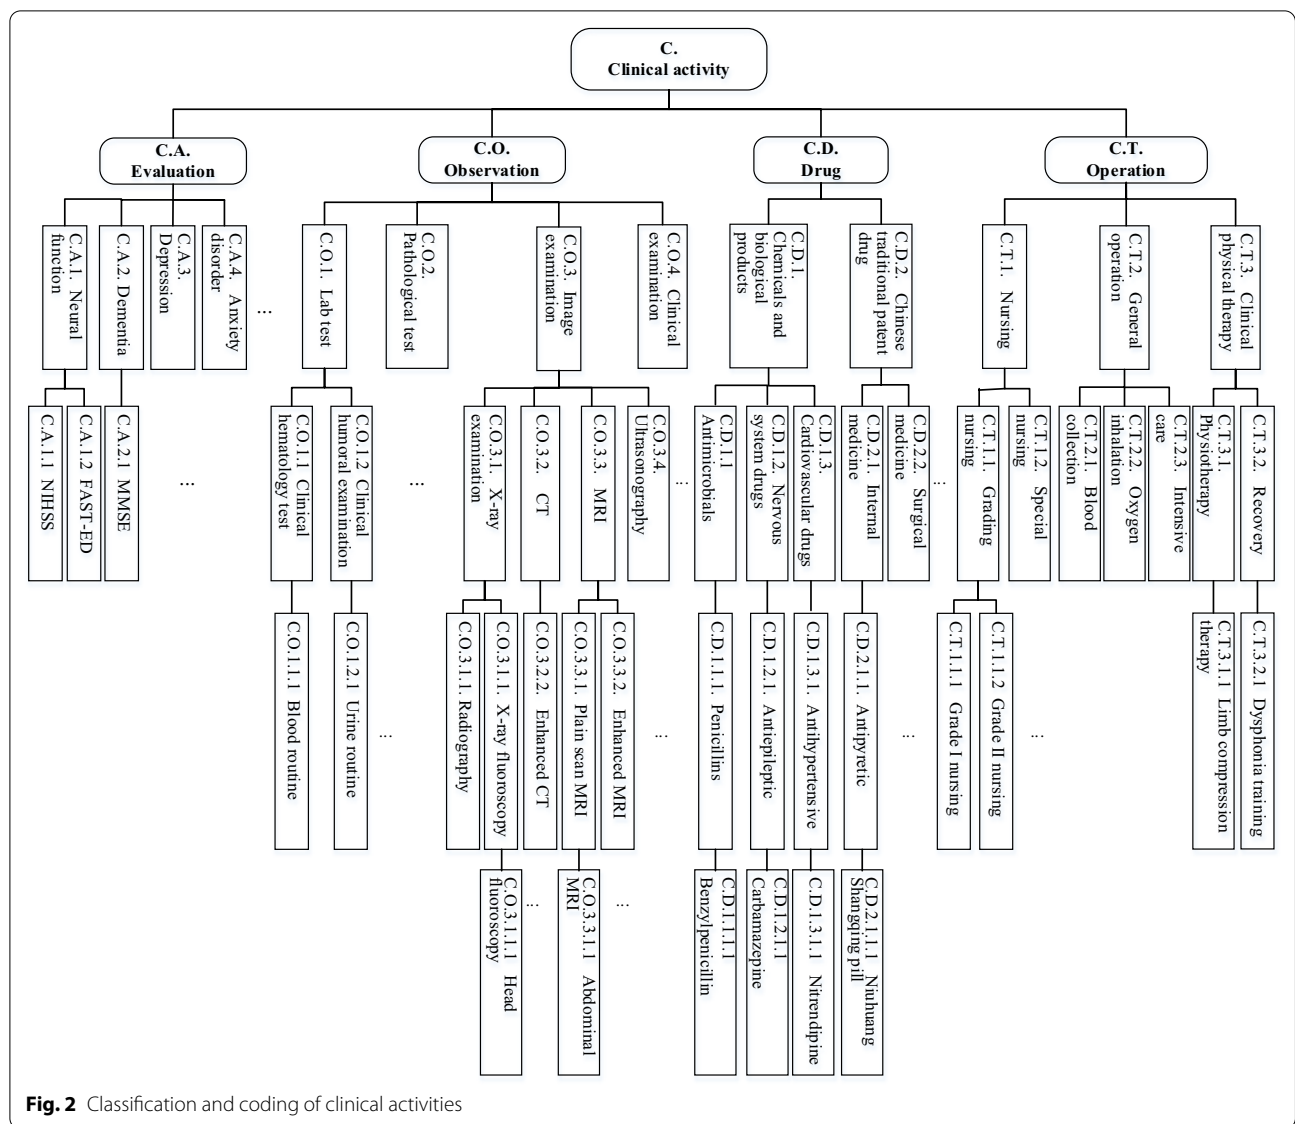 C.
Clinical activity
C.A.
Evaluation
C.O.
Observation
C.D.
Drug
C.T.
Operation
C.A.1. Neural
function
C.A.2. Dementia
C.A.3.
Depression
C.A.4. Anxiety
disorder
...
C.O.1. Lab test
C.O.2.
Pathological test
C.O.3. Image
examination
C.O.4. Clinical
examination
C.D.1.
Chemicals and
biological
products
C.D.2. Chinese
traditional patent
drug
C.T.1. Nursing
C.T.2. General
operation
C.T.3. Clinical
physical therapy
C.A.1.1 NIHSS
C.A.1.2 FAST-ED
C.A.2.1 MMSE
...
C.O.1.1 Clinical
hematology test
C.O.1.2 Clinical
humoral examination
...
C.O.3.1. X-ray
examination
C.O.3.2. CT
C.O.3.3. MRI
C.O.3.4.
Ultrasonography
...
C.D.1.1
Antimicrobials
C.D.1.2. Nervous
system drugs
C.D.1.3.
Cardiovascular drugs
C.D.2.1. Internal
medicine
C.D.2.2. Surgical
medicine
...
C.T.1.1. Grading
nursing
C.T.1.2. Special
nursing
C.T.2.1. Blood
collection
C.T.2.2. Oxygen
inhalation
C.T.2.3. Intensive
care
C.T.3.1.
Physiotherapy
C.T.3.2. Recovery
C.O.1.1.1 Blood routine
C.O.1.2.1 Urine routine
...
C.O.3.1.1. Radiography
C.O.3.1.1. X-ray fluoroscopy
C.O.3.2.2. Enhanced CT
C.O.3.3.1. Plain scan MRI
C.O.3.3.2. Enhanced MRI
...
C.D.1.1.1. Penicillins
C.D.1.2.1. Antiepileptic
C.D.1.3.1. Antihypertensive
C.D.2.1.1. Antipyretic
...
C.T.1.1.1 Grade I nursing
C.T.1.1.2 Grade II nursing
...
C.T.3.1.1 Limb compression
therapy
C.T.3.2.1 Dysphonia training
C.O.3.1.1.1 Head
fluoroscopy
...
C.O.3.3.1.1 Abdominal
MRI
...
C.D.1.1.1.1
Benzylpenicillin
C.D.1.2.1.1
Carbamazepine
C.D.1.3.1.1 Nitrendipine
C.D.2.1.1.1 Niuhuang
Shangqing pill
Fig. 2 Classification and coding of clinical activities